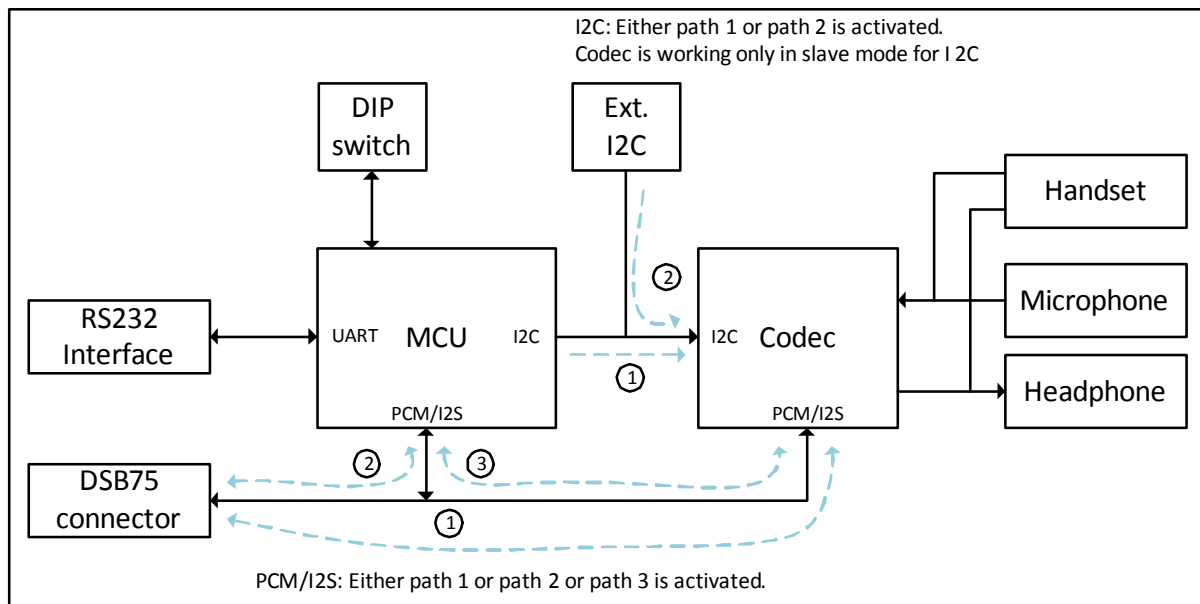 I2C: Either path 1 or path 2 is activated.
Codec is working only in slave mode for I 2C
DIP
switch
Ext.
I2C
Handset
2
Microphone
RS232
Interface
UART
MCU
I2C
I2C
Codec
1
Headphone
PCM/I2S
PCM/I2S
2
3
DSB75
connector
1
PCM/I2S: Either path 1 or path 2 or path 3 is activated.